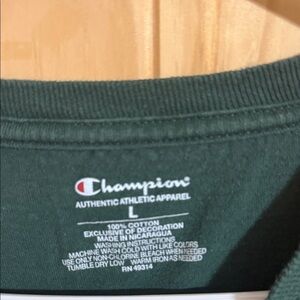 Champion
AUTHENTIC ATHLETIC APPAREL
L
100% COTTON
EXCLUSIVE OF DECORATION
MADE IN NICARAGUA
WASHING INSTRUCTIONS
MACHINE WASH COLD WITH LIKE COLORS
USE ONLY NON-CHLORINE BLEACH WHEN NEEDED
TUMBLE DRY LOW WARM IRON AS NEEDED
RN 49314